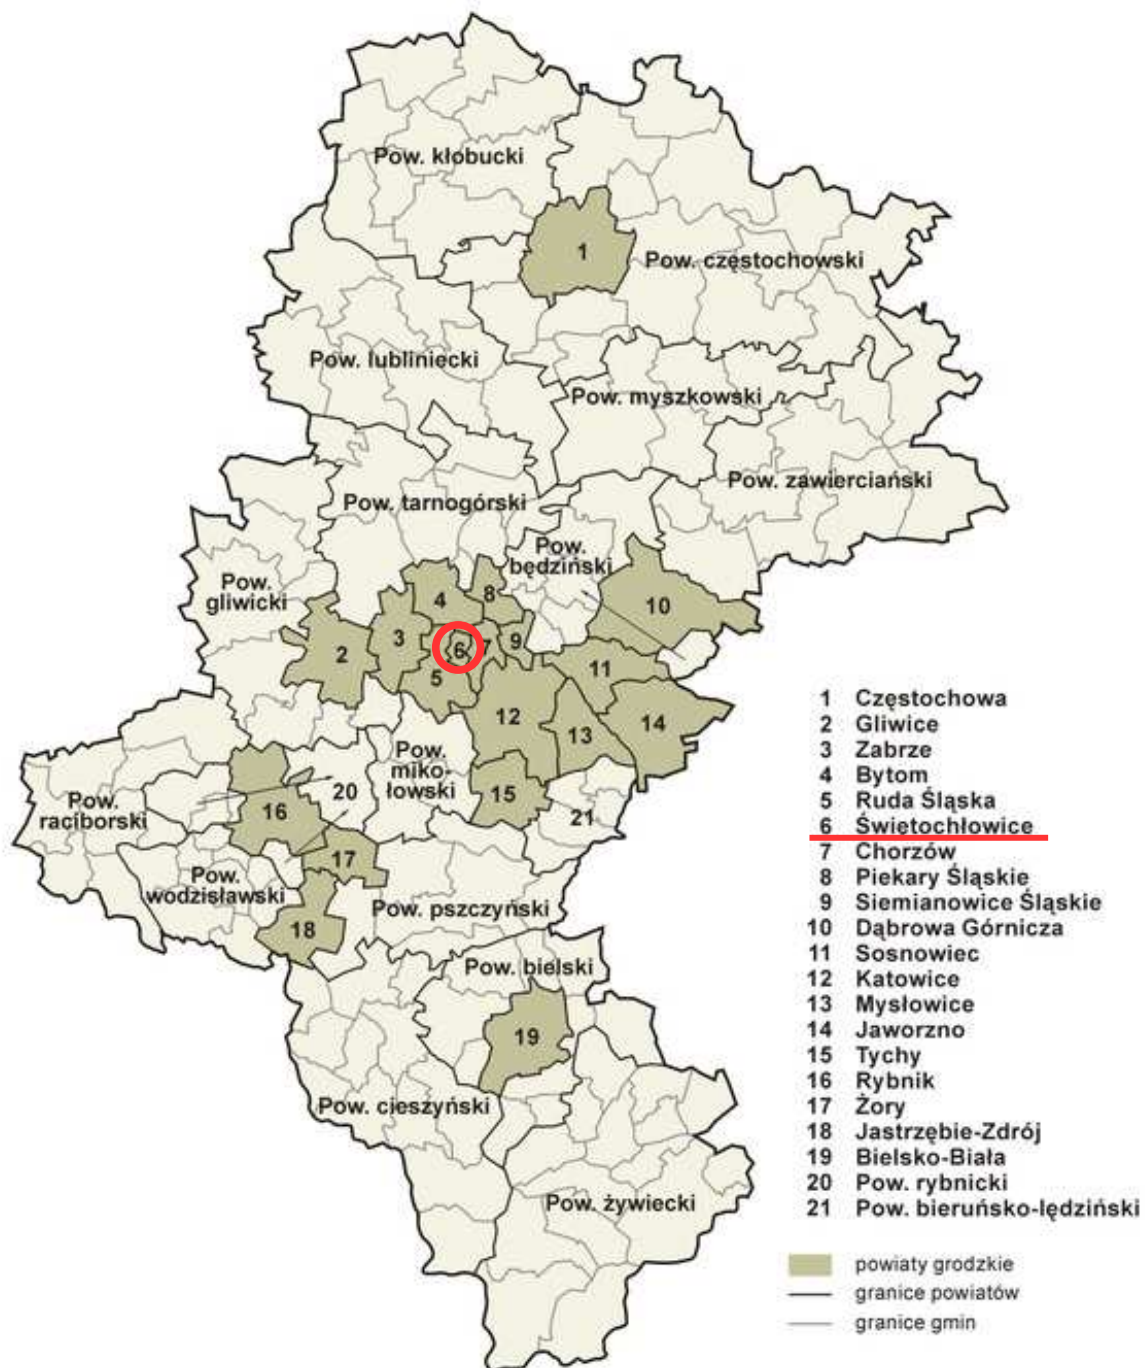 Pow. kłobucki
1
Pow. częstochowski
Pow. lubliniecki
Pow. myszkowski
Pow. zawierciański
Pow. tarnogórski
Pow.
będziński
Pow.
gliwicki
8
4
10
3
6
7
9
2
5
11
12
13
14
Pow.
miko-
łowski
20
15
Pow.
raciborski
16
21
17
Pow.
wodzisławski
18
Pow. pszczyński
Pow. bielski
19
Pow. cieszyński
Pow. żywiecki
1 Częstochowa
2 Gliwice
3 Zabrze
4 Bytom
5 Ruda Śląska
6 Świetochłowice
7 Chorzów
8 Piekary Śląskie
9 Siemianowice Śląskie
10 Dąbrowa Górnicza
11 Sosnowiec
12 Katowice
13 Mysłowice
14 Jaworzno
15 Tychy
16 Rybnik
17 Żory
18 Jastrzębie-Zdrój
19 Bielsko-Biała
20 Pow. rybnicki
21 Pow. bieruńsko-lędziński
powiaty grodzkie
granice powiatów
granice gmin